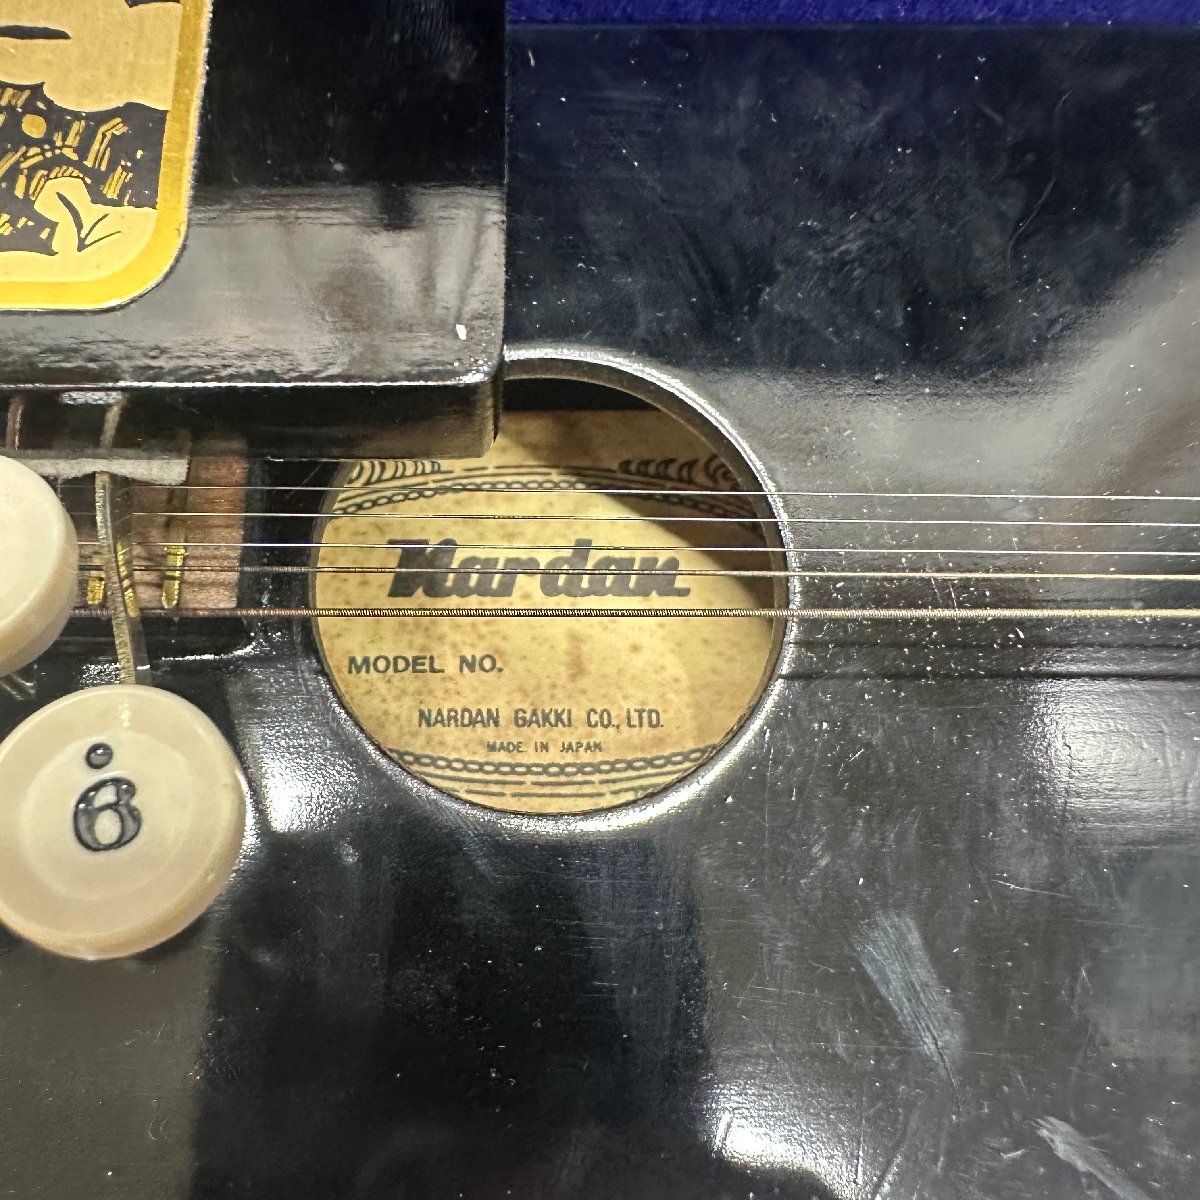 Nardan
MODEL NO.
NARDAN GAKKI CO., LTD.
MADE IN JAPAN
6